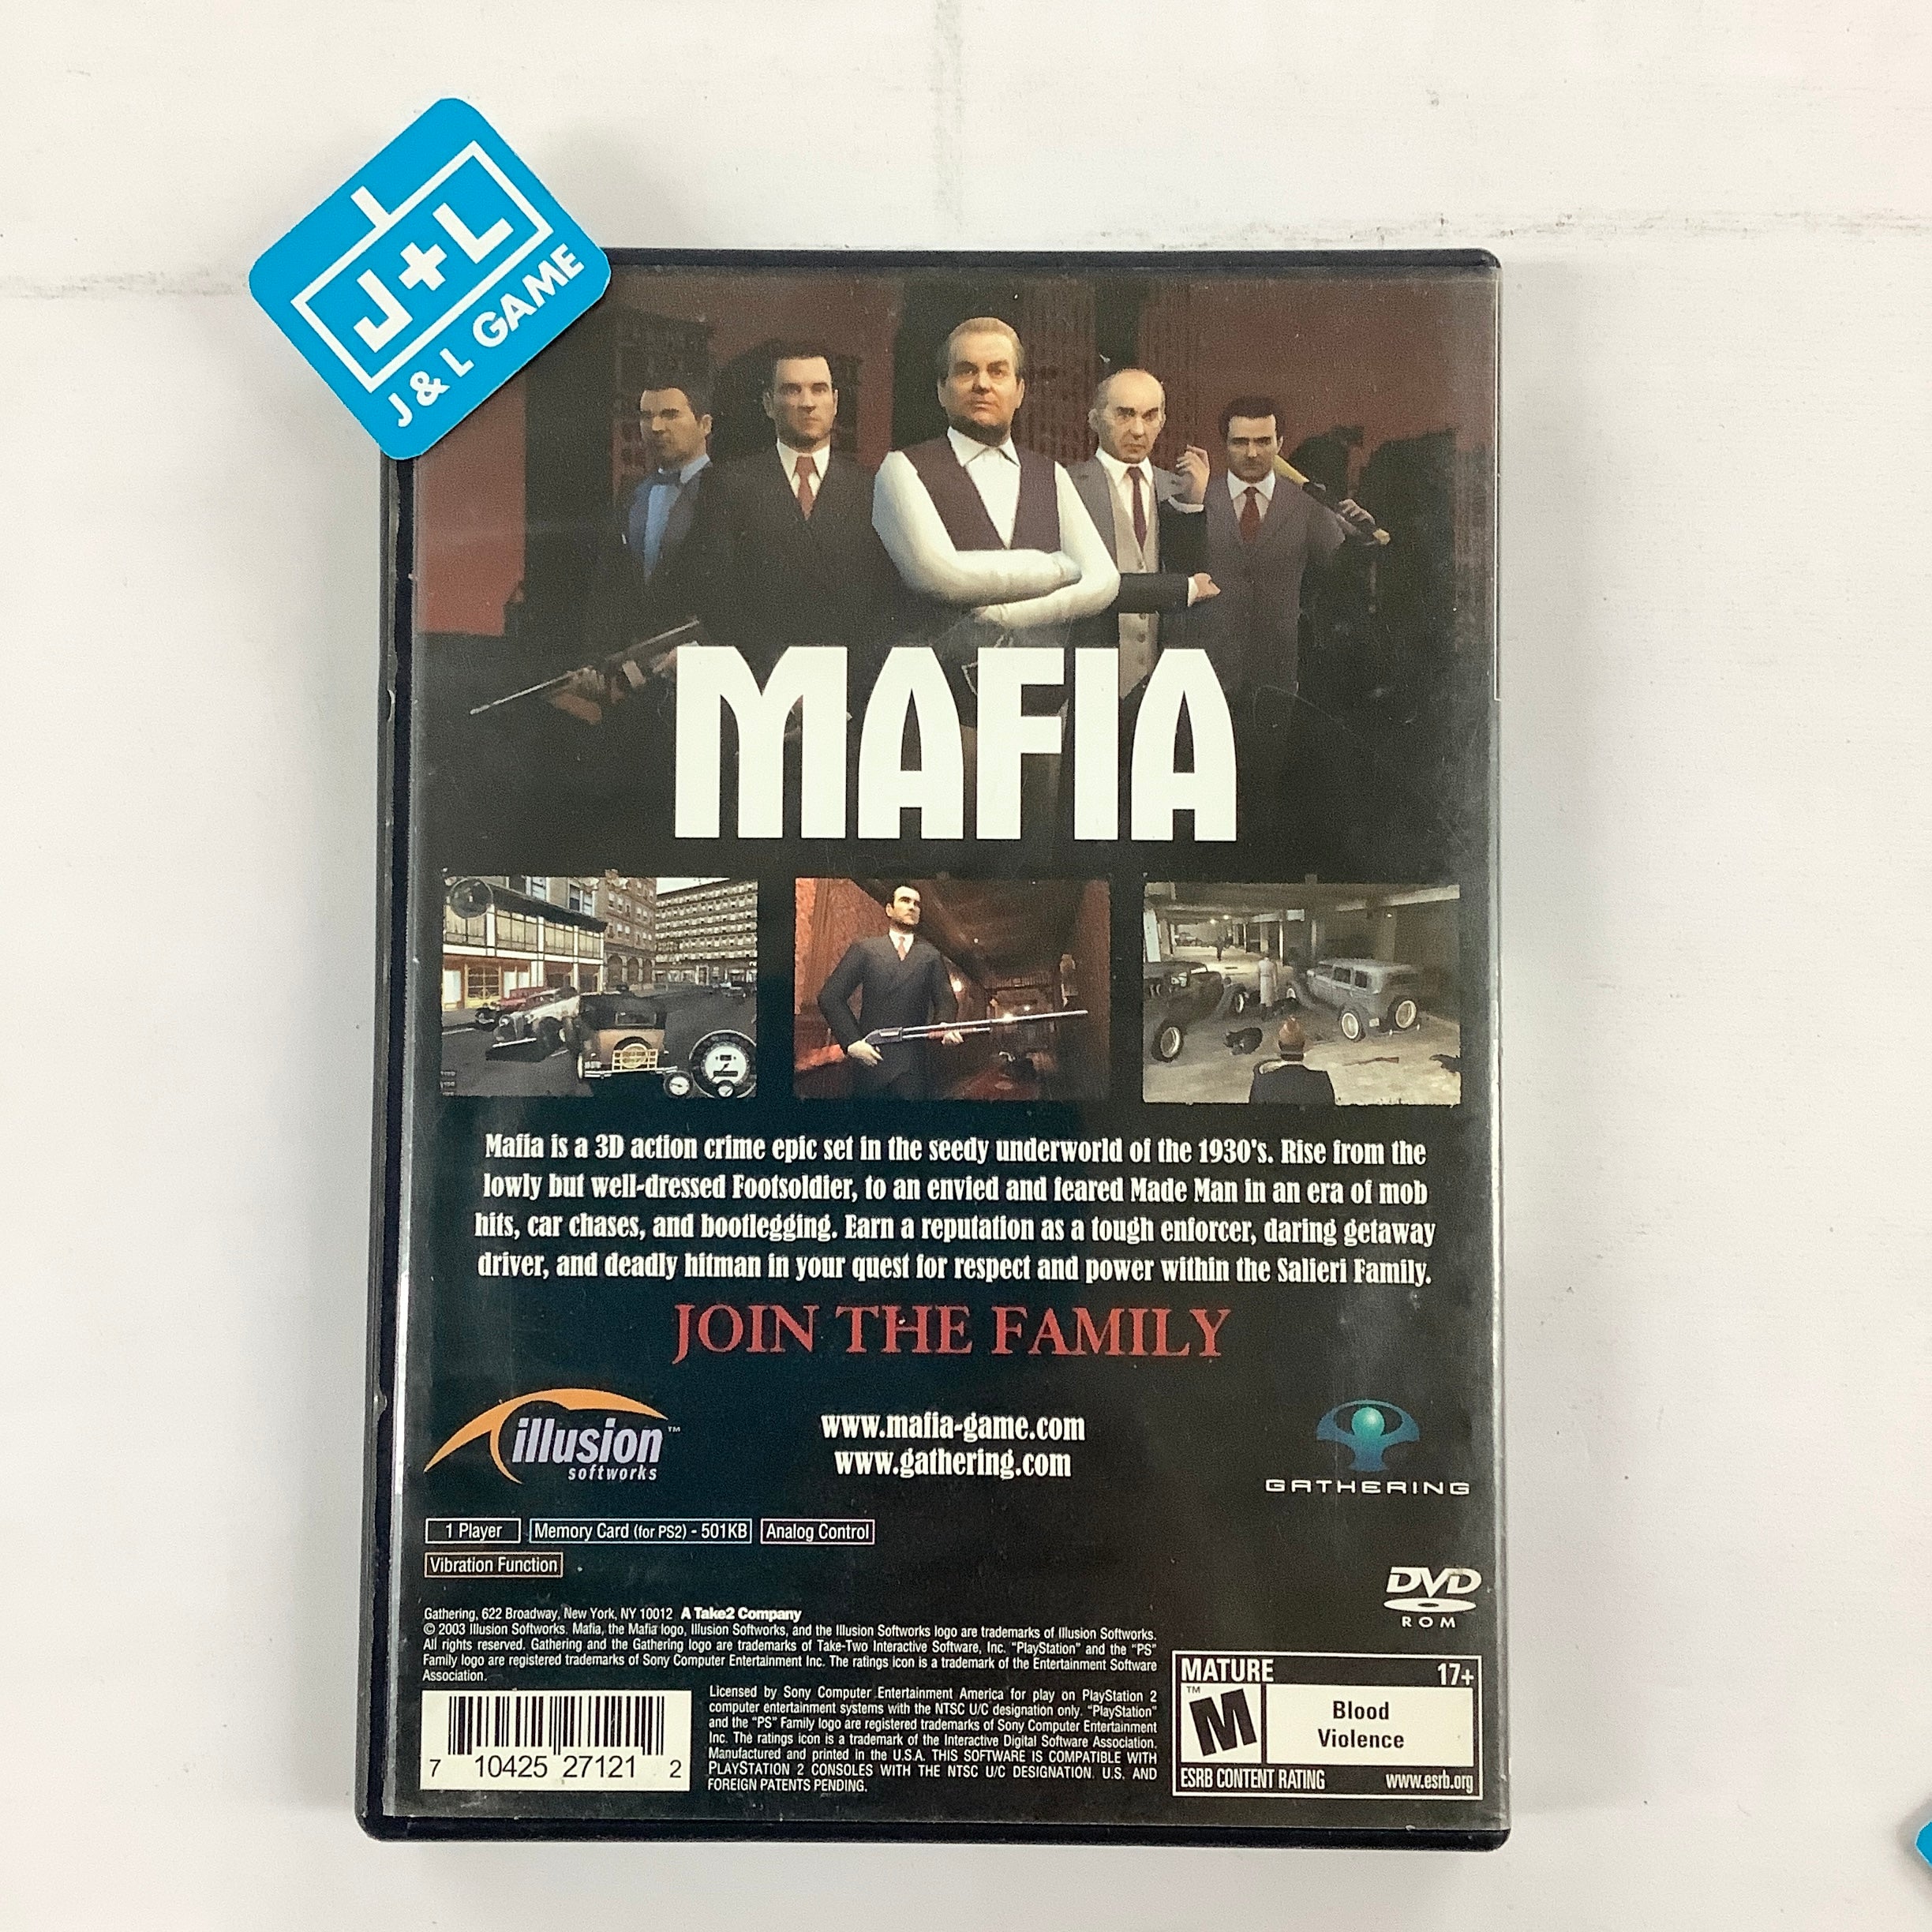 J+L
J & L GAME
MAFIA
Mafia is a 3D action crime epic set in the seedy underworld of the 1930's. Rise from the
lowly but well-dressed Footsoldier, to an envied and feared Made Man in an era of mob
hits, car chases, and bootlegging. Earn a reputation as a tough enforcer, daring getaway
driver, and deadly hitman in your quest for respect and power within the Salieri Family.
JOIN THE FAMILY
illusion™
softworks
www.mafia-game.com
www.gathering.com
GATHERING
1 Player Memory Card (for PS2) - 501KB Analog Control
Vibration Function
DVD
ROM
Gathering, 622 Broadway, New York, NY 10012 A Take2 Company
© 2003 Illusion Softworks. Mafia, the Mafia logo, Illusion Softworks, and the Illusion Softworks logo are trademarks of Illusion Softworks.
All rights reserved. Gathering and the Gathering logo are trademarks of Take-Two Interactive Software, Inc. "PlayStation" and the "PS"
Family logo are registered trademarks of Sony Computer Entertainment Inc. The ratings icon is a trademark of the Entertainment Software
Association.
7 10425 27121 2
Licensed by Sony Computer Entertainment America for play on PlayStation 2
computer entertainment systems with the NTSC U/C designation only. "PlayStation"
and the "PS" Family logo are registered trademarks of Sony Computer Entertainment
Inc. The ratings icon is a trademark of the Interactive Digital Software Association.
Manufactured and printed in the U.S.A. THIS SOFTWARE IS COMPATIBLE WITH
PLAYSTATION 2 CONSOLES WITH THE NTSC U/C DESIGNATION. U.S. AND
FOREIGN PATENTS PENDING.
MATURE 17+
™
M
Blood
Violence
ESRB CONTENT RATING www.esrb.org